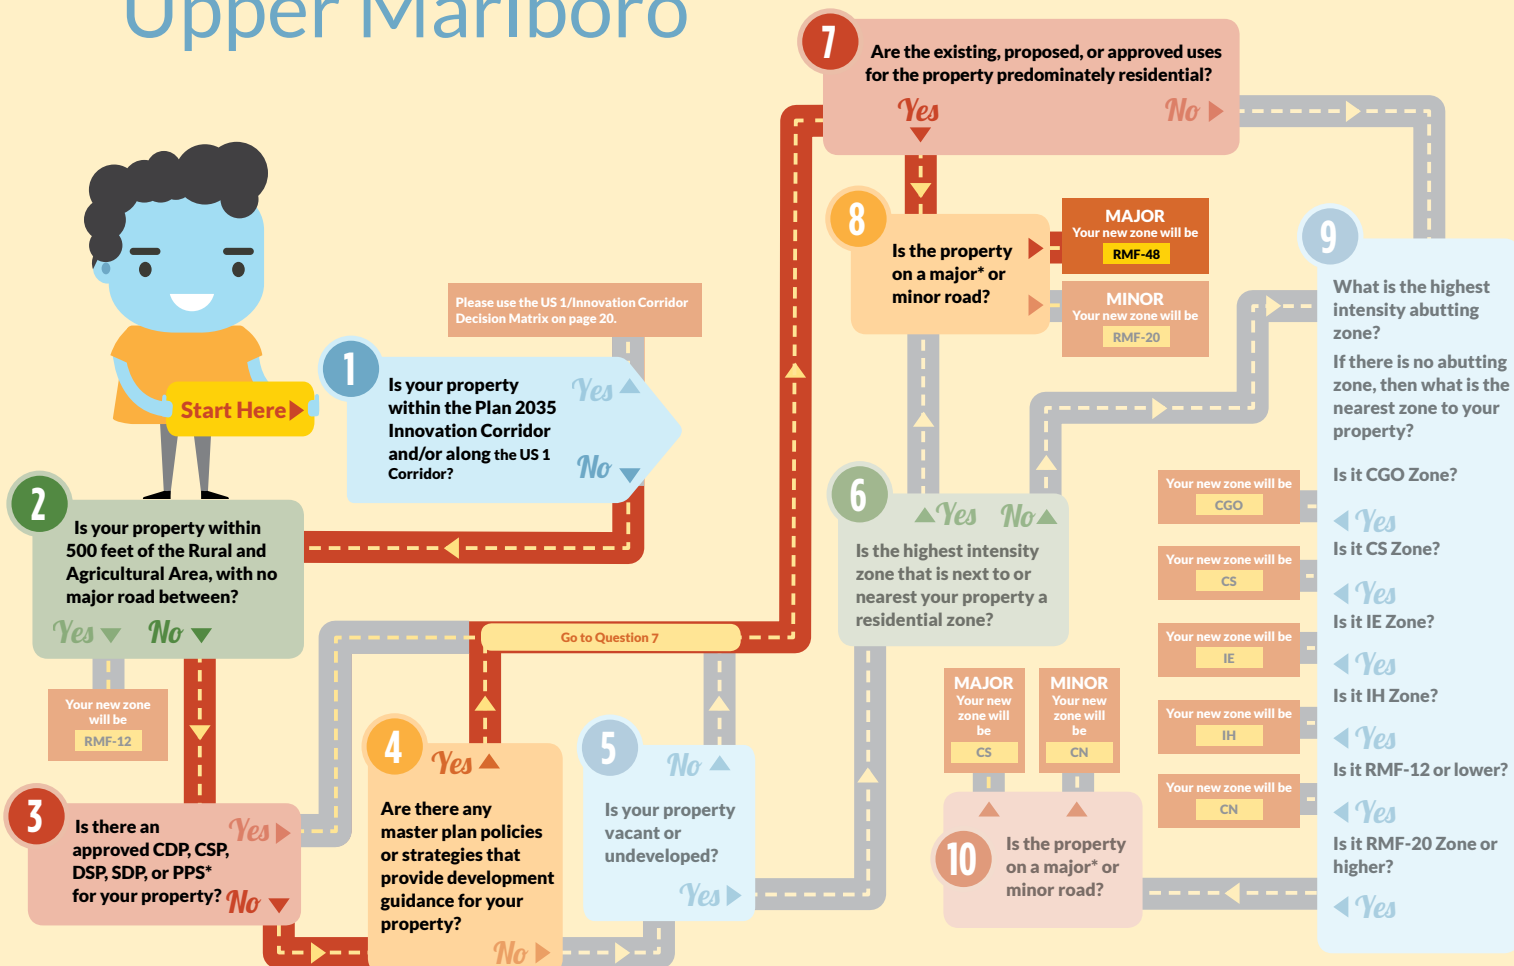 Upper Marlboro
Start Here
1
Is your property
within the Plan 2035
Innovation Corridor
and/or along the US 1
Corridor?
Yes
No
Please use the US 1/Innovation Corridor
Decision Matrix on page 20.
2
Is your property within
500 feet of the Rural and
Agricultural Area, with no
major road between?
Yes
No
Your new zone
will be
RMF-12
3
Is there an
approved CDP, CSP,
DSP, SDP, or PPS*
for your property?
Yes
No
Go to Question 7
4
Yes
Are there any
master plan policies
or strategies that
provide development
guidance for your
property?
No
5
No
Is your property
vacant or
undeveloped?
Yes
6
Yes
No
Is the highest intensity
zone that is next to or
nearest your property a
residential zone?
7
Are the existing, proposed, or approved uses
for the property predominately residential?
Yes
No
8
Is the property
on a major* or
minor road?
MAJOR
Your new zone will be
RMF-48
MINOR
Your new zone will be
RMF-20
9
What is the highest
intensity abutting
zone?
If there is no abutting
zone, then what is the
nearest zone to your
property?
Is it CGO Zone?
Yes
Your new zone will be
CGO
Is it CS Zone?
Yes
Your new zone will be
CS
Is it IE Zone?
Yes
Your new zone will be
IE
Is it IH Zone?
Yes
Your new zone will be
IH
Is it RMF-12 or lower?
Yes
Your new zone will be
CN
Is it RMF-20 Zone or
higher?
Yes
10
Is the property
on a major* or
minor road?
MAJOR
Your new
zone will
be
CS
MINOR
Your new
zone will
be
CN